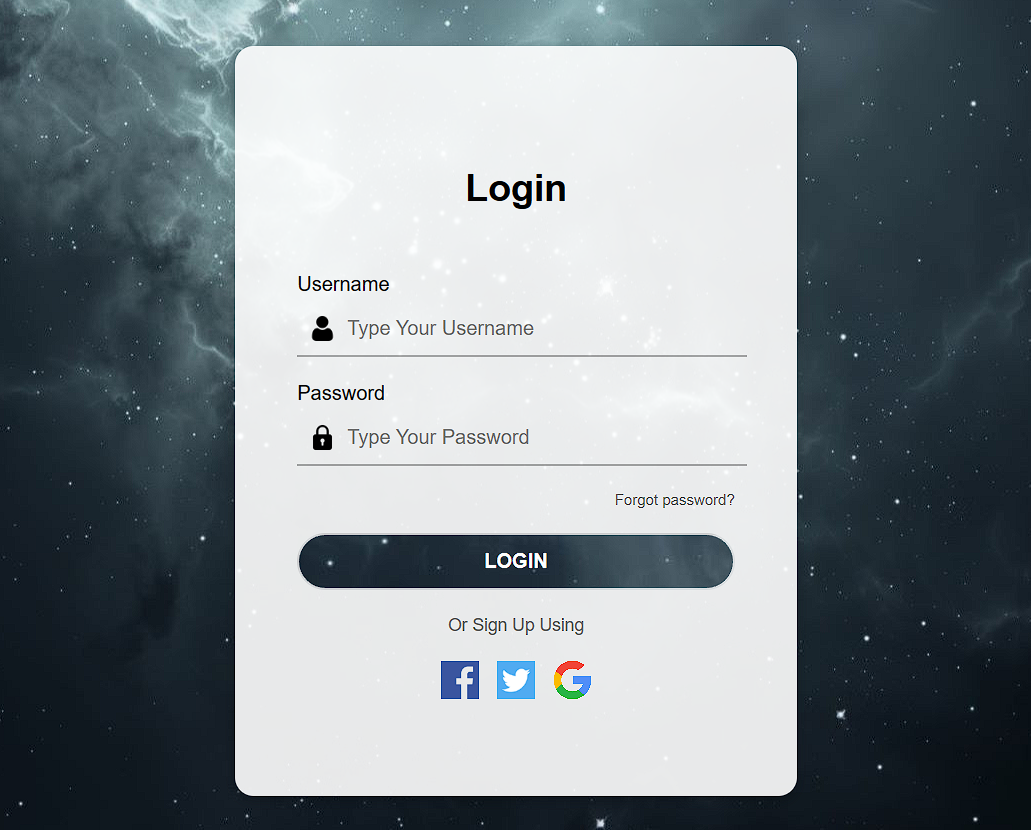 Login
Username
Type Your Username
Password
Type Your Password
Forgot password?
LOGIN
Or Sign Up Using